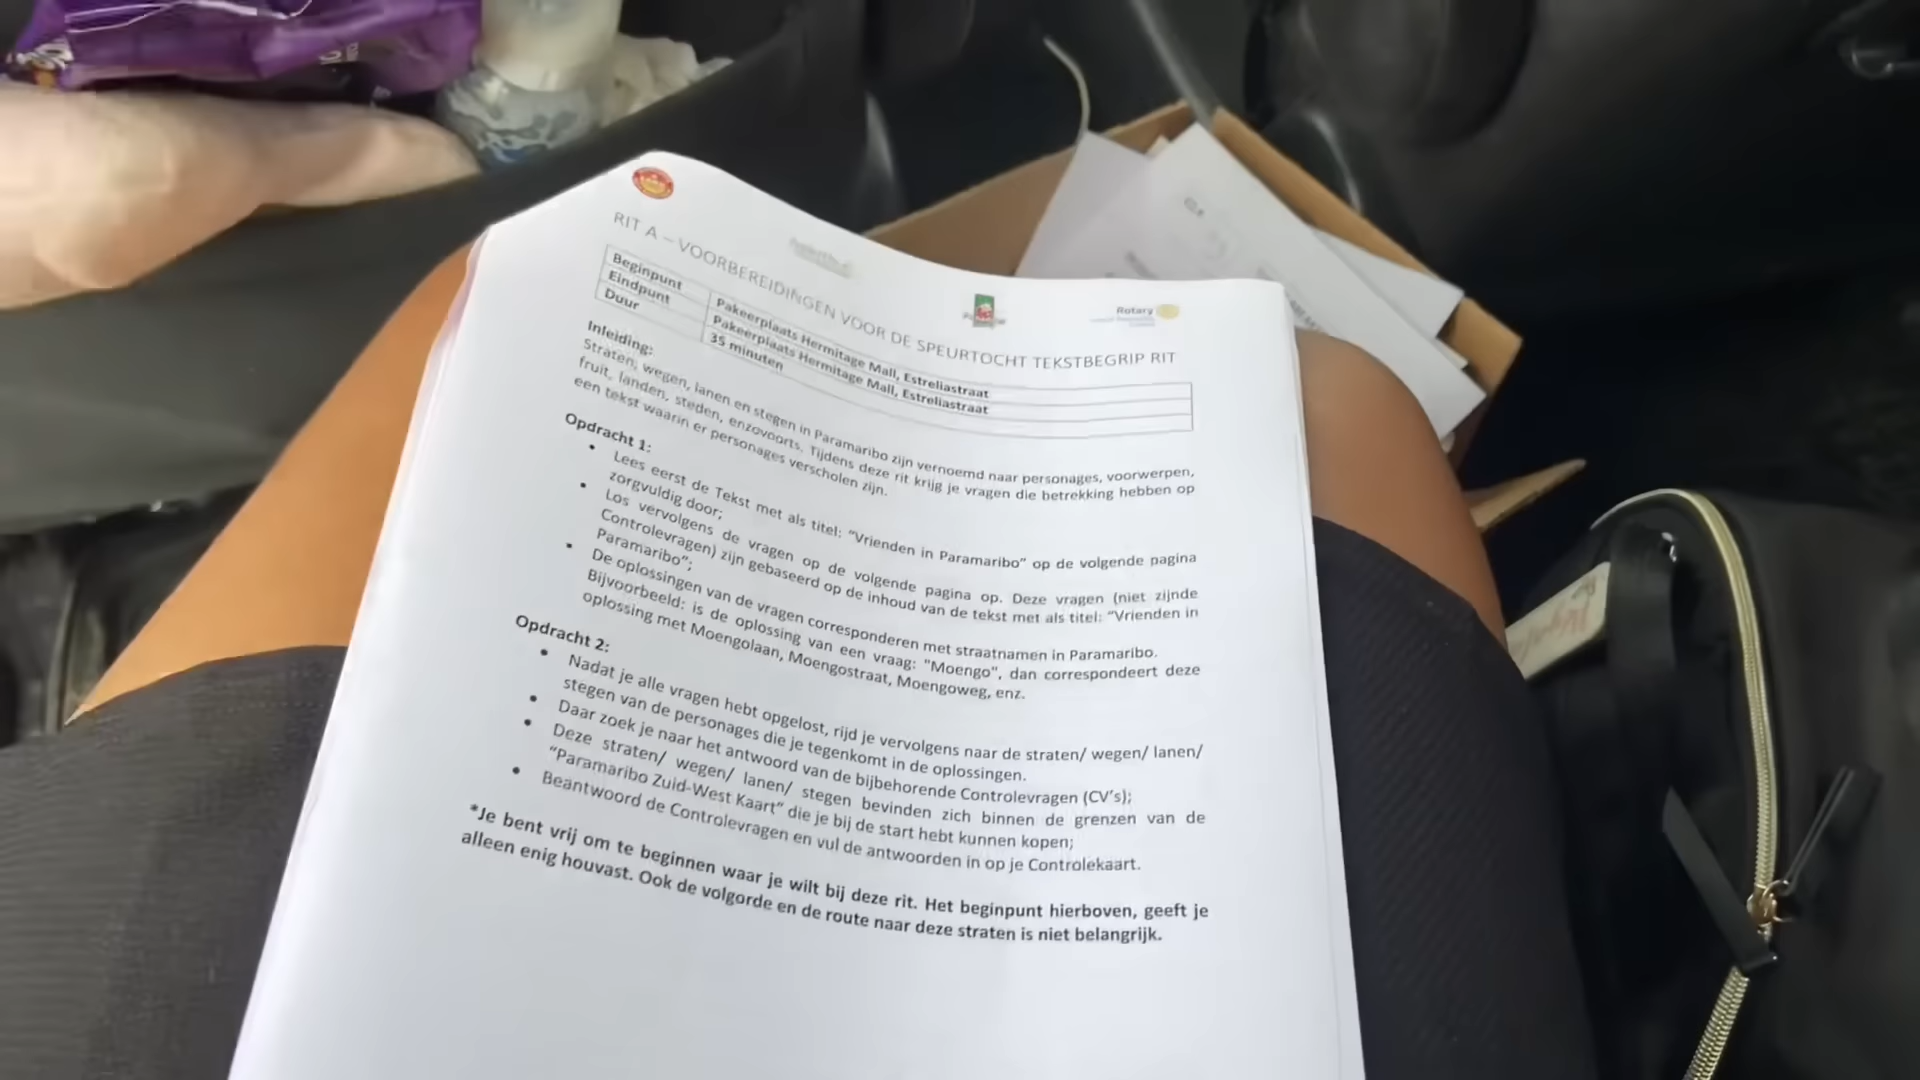 RIT A – VOORBEREIDINGEN VOOR DE SPEURTOCHT TEKSTBEGRIP RIT
Rotary
Beginpunt Pakeerplaats Hermitage Mall, Estreliastraat
Eindpunt Pakeerplaats Hermitage Mall, Estreliastraat
Duur 35 minuten
Inleiding:
Straten, wegen, lanen en stegen in Paramaribo zijn vernoemd naar personages, voorwerpen,
fruit, landen, steden, enzovoorts. Tijdens deze rit krijg je vragen die betrekking hebben op
een tekst waarin er personages verscholen zijn.
Opdracht 1:
• Lees eerst de Tekst met als titel: "Vrienden in Paramaribo" op de volgende pagina
zorgvuldig door;
• Los vervolgens de vragen op de volgende pagina op. Deze vragen (niet zijnde
Controlevragen) zijn gebaseerd op de inhoud van de tekst met als titel: "Vrienden in
Paramaribo";
• De oplossingen van de vragen corresponderen met straatnamen in Paramaribo.
Bijvoorbeeld: is de oplossing van een vraag: "Moengo", dan correspondeert deze
oplossing met Moengolaan, Moengostraat, Moengoweg, enz.
Opdracht 2:
• Nadat je alle vragen hebt opgelost, rijd je vervolgens naar de straten/ wegen/ lanen/
stegen van de personages die je tegenkomt in de oplossingen.
• Daar zoek je naar het antwoord van de bijbehorende Controlevragen (CV's);
• Deze straten/ wegen/ lanen/ stegen bevinden zich binnen de grenzen van de
"Paramaribo Zuid-West Kaart" die je bij de start hebt kunnen kopen;
• Beantwoord de Controlevragen en vul de antwoorden in op je Controlekaart.
*Je bent vrij om te beginnen waar je wilt bij deze rit. Het beginpunt hierboven, geeft je
alleen enig houvast. Ook de volgorde en de route naar deze straten is niet belangrijk.